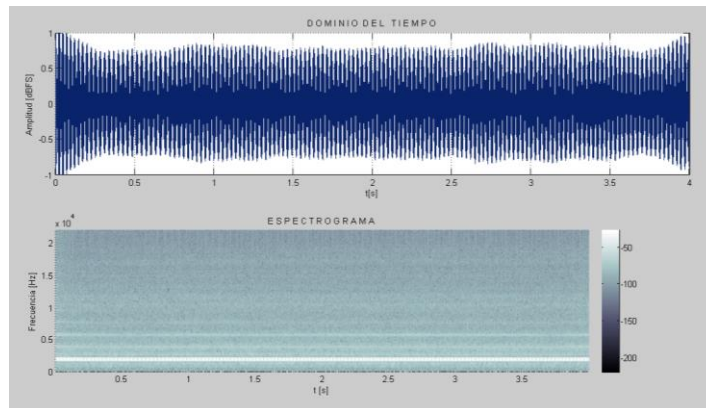 DOMINIO DEL TIEMPO
1
0.5
0
-0.5
-1
Amplitud [dBFS]
0 0.5 1 1.5 2 2.5 3 3.5 4
t[s]
ESPECTROGRAMA
x 10^4
2
1.5
1
0.5
0
Frecuencia [Hz]
0.5 1 1.5 2 2.5 3 3.5
t [s]
-50
-100
-150
-200